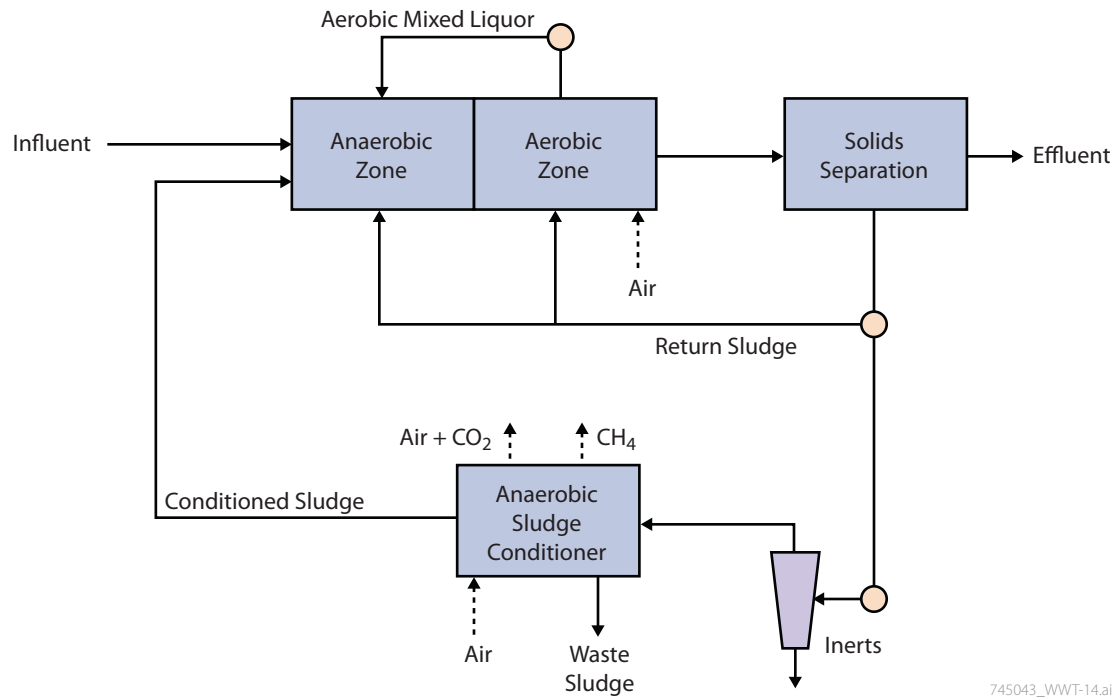 Aerobic Mixed Liquor
Influent
Anaerobic
Zone
Aerobic
Zone
Solids
Separation
Effluent
Air
Return Sludge
Air + CO₂
CH₄
Conditioned Sludge
Anaerobic
Sludge
Conditioner
Air
Waste
Sludge
Inerts
745043_WWT-14.ai